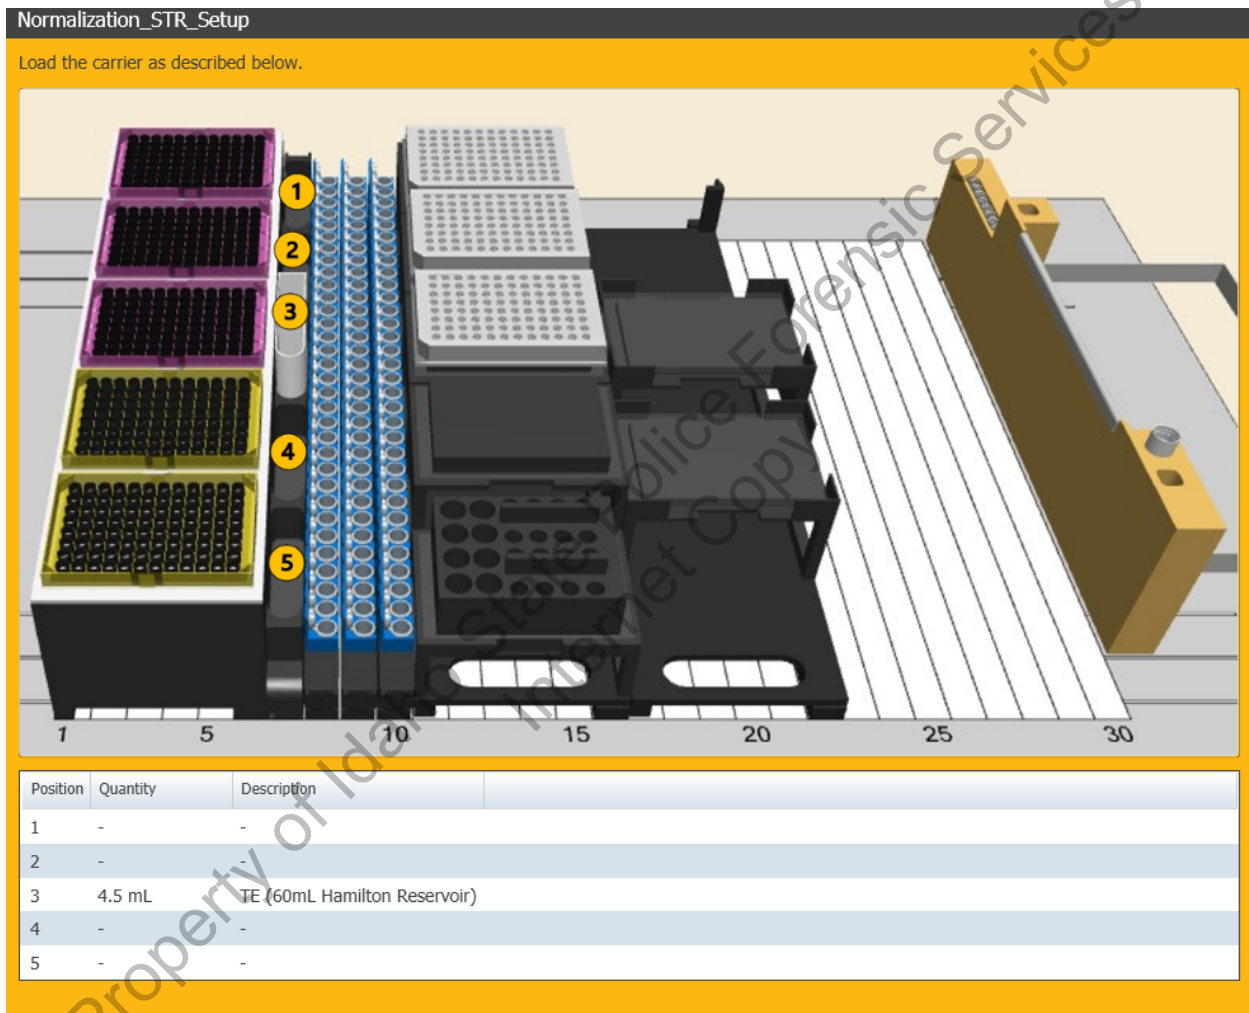 Normalization_STR_Setup
Load the carrier as described below.
1
2
3
4
5
1 5 10 15 20 25 30
Position Quantity Description
1 - -
2 - -
3 4.5 mL TE (60mL Hamilton Reservoir)
4 - -
5 - -
Property of Idaho State Police Forensic Services
Internet Copy